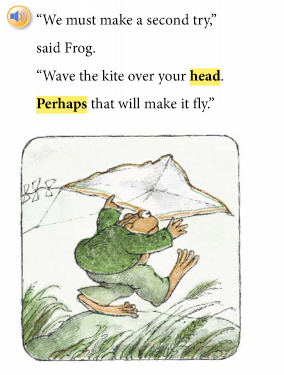 “We must make a second try,”
said Frog.
“Wave the kite over your head.
Perhaps that will make it fly.”